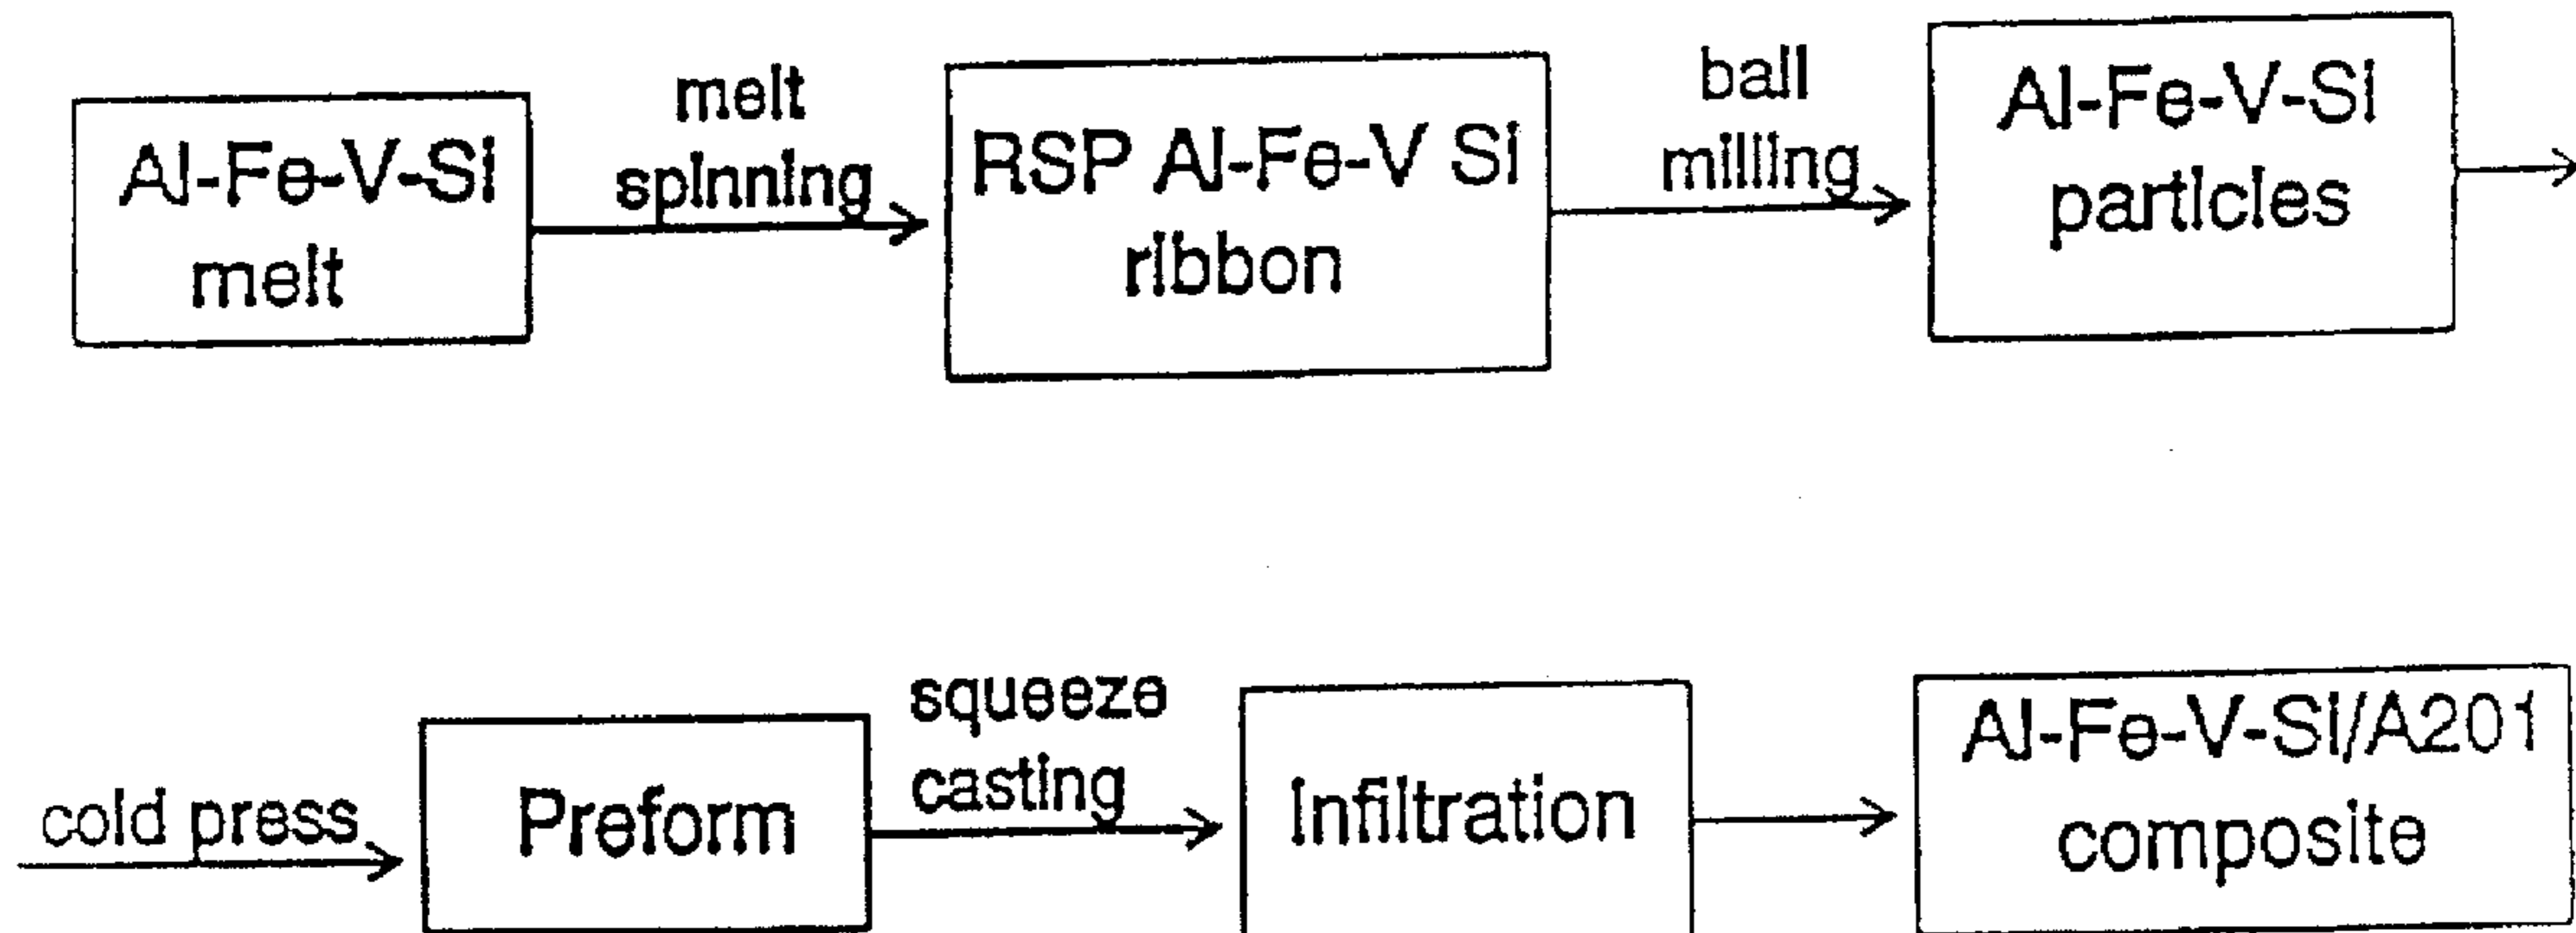 Al-Fe-V-Si
melt
melt
spinning
RSP Al-Fe-V Si
ribbon
ball
milling
Al-Fe-V-Si
particles
cold press
Preform
squeeze
casting
Infiltration
Al-Fe-V-Si/A201
composite